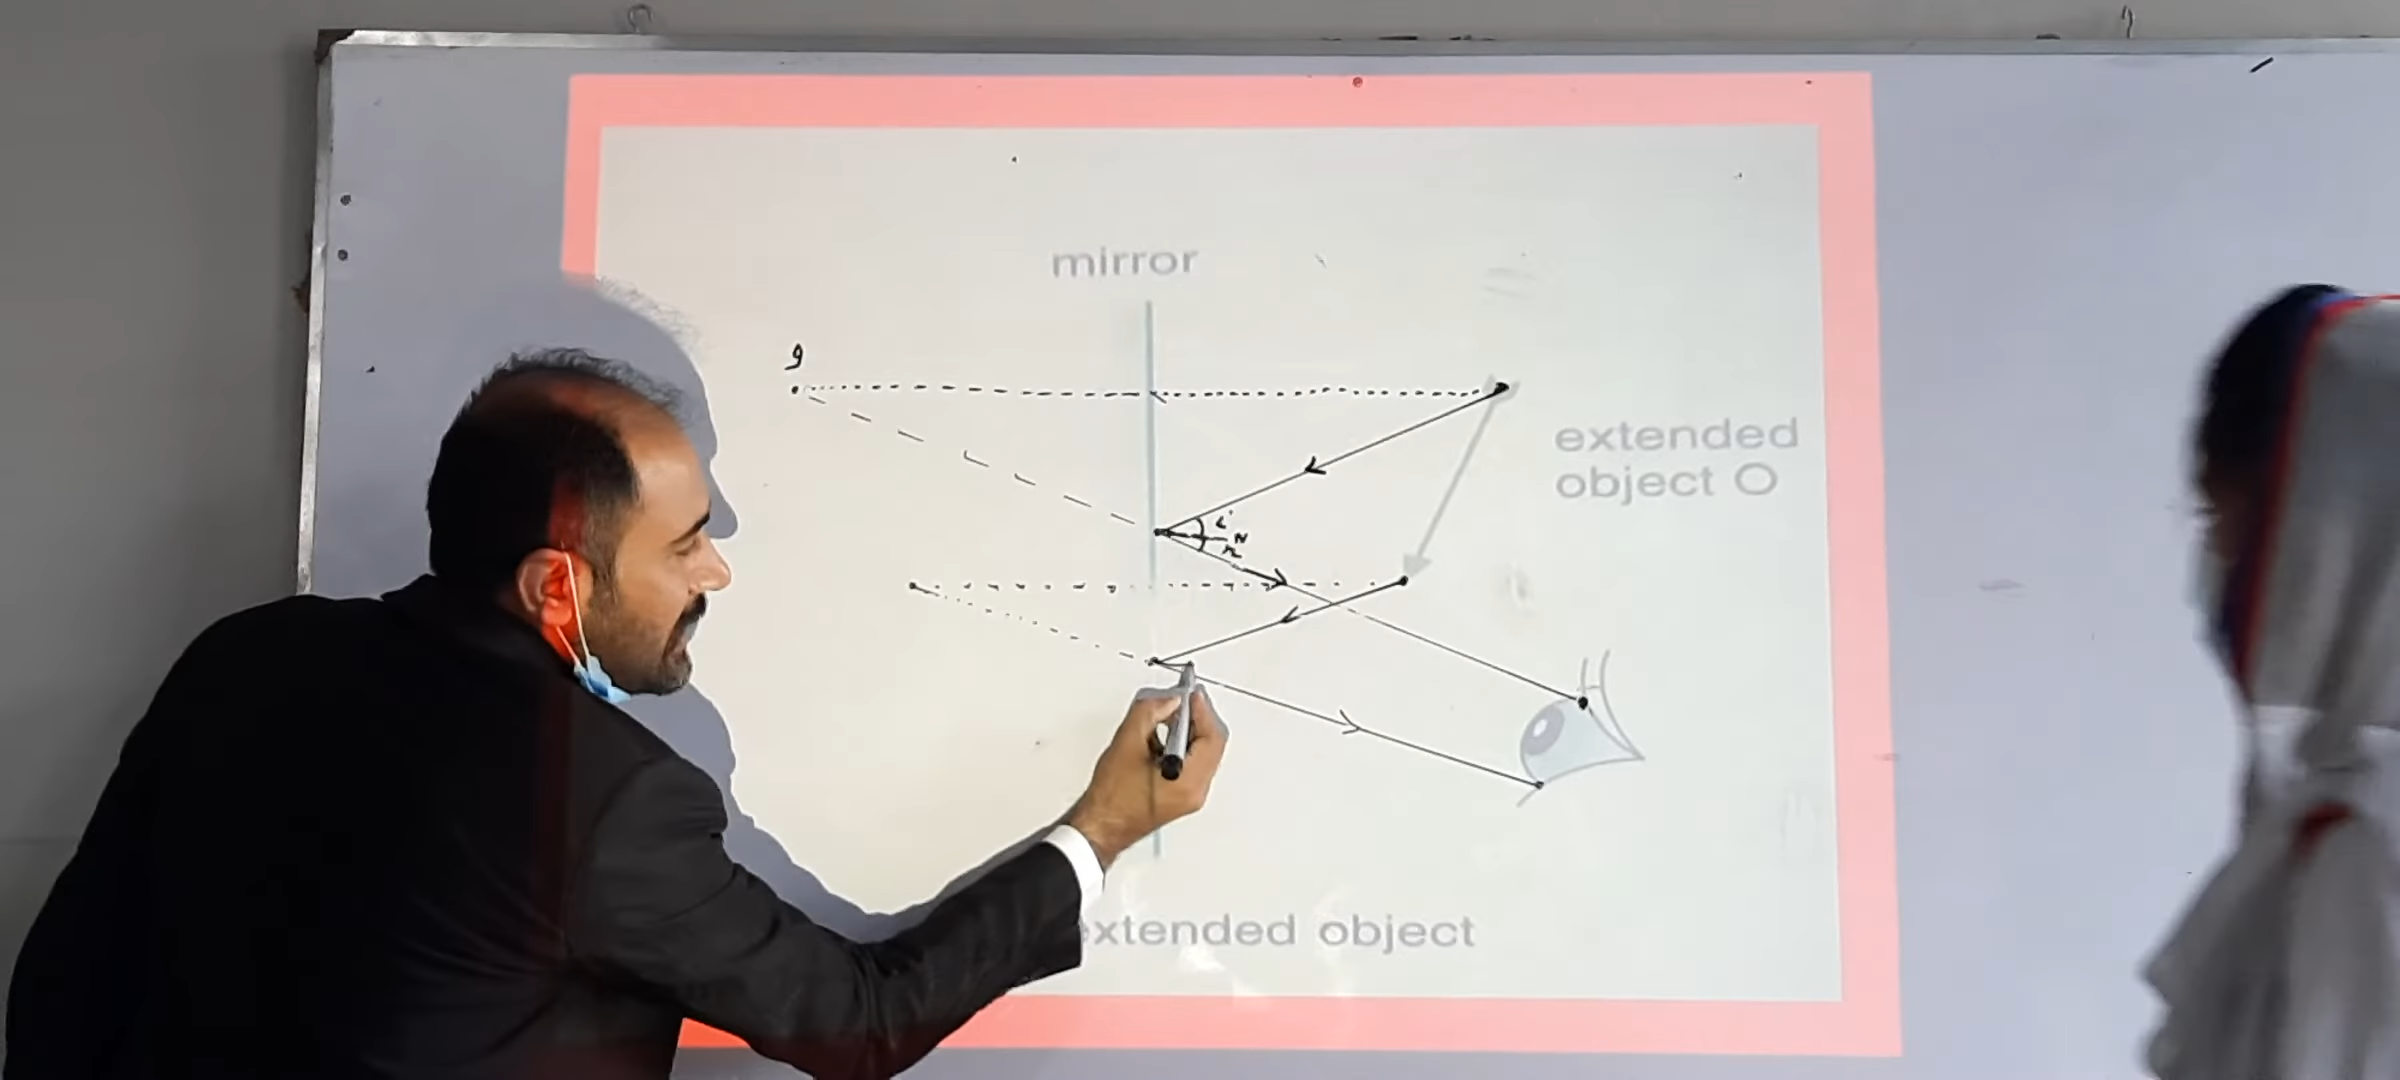 mirror
g
extended
object O
i
N
r
extended object